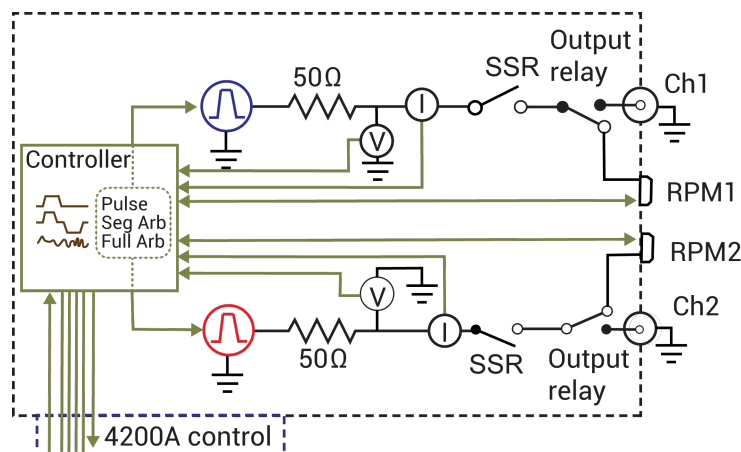 Output
relay
SSR
50Ω
Ch1
I
V
Controller
Pulse
Seg Arb
Full Arb
RPM1
RPM2
V
Ch2
I
50Ω
SSR
Output
relay
4200A control